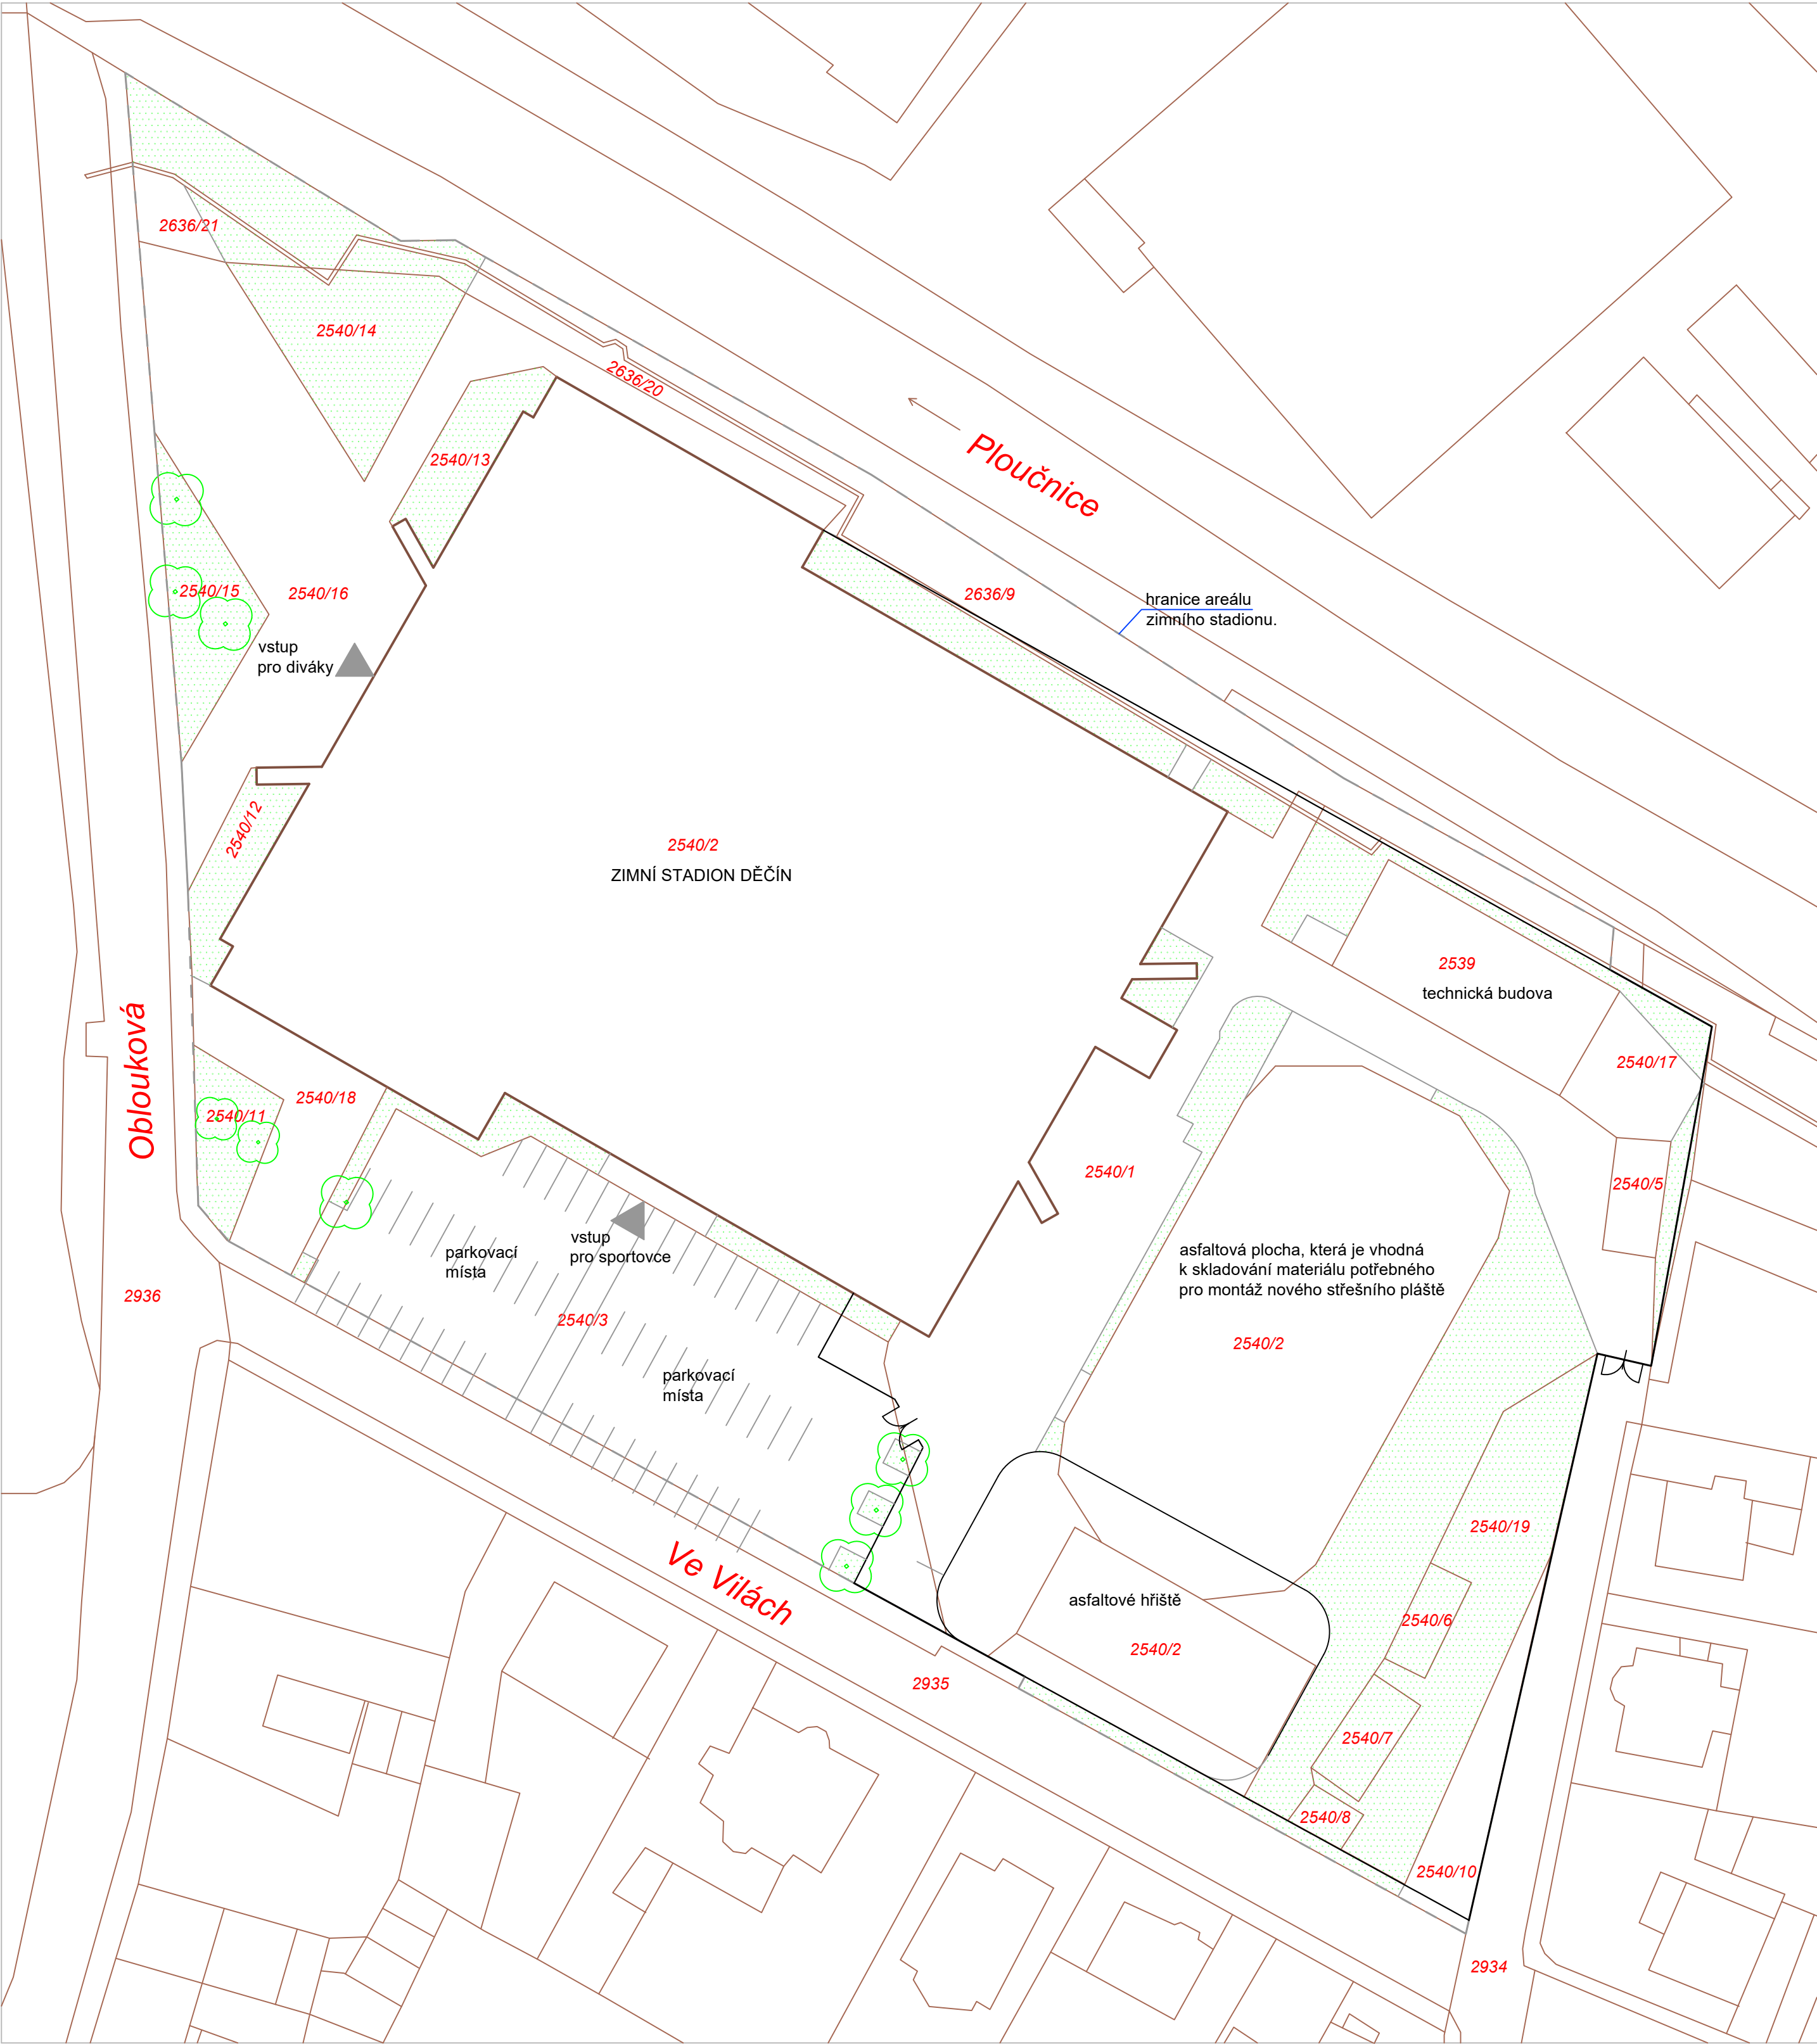 2636/21
2540/14
2636/20
2540/13
Ploučnice
2540/15
2540/16
2636/9
hranice areálu
zimního stadionu.
vstup
pro diváky
2540/12
2540/2
ZIMNÍ STADION DĚČÍN
2539
technická budova
2540/17
Oblouková
2540/18
2540/11
2540/1
2540/5
vstup
pro sportovce
parkovací
místa
asfaltová plocha, která je vhodná
k skladování materiálu potřebného
pro montáž nového střešního pláště
2936
2540/3
2540/2
parkovací
místa
2540/19
Ve Vilách
asfaltové hřiště
2540/2
2540/6
2935
2540/7
2540/8
2540/10
2934